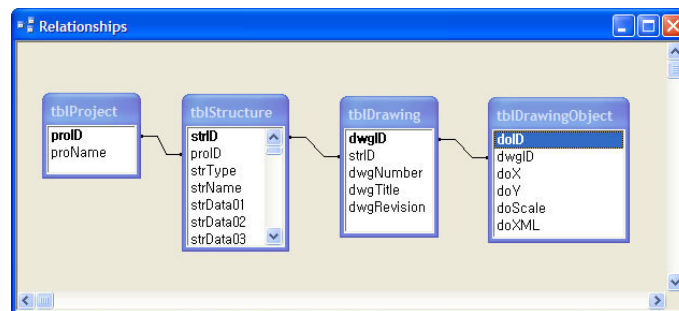 Relationships
tblProject
proID
proName
tblStructure
strID
proID
strType
strName
strData01
strData02
strData03
tblDrawing
dwgID
strID
dwgNumber
dwgTitle
dwgRevision
tblDrawingObject
doID
dwgID
doX
doY
doScale
doXML